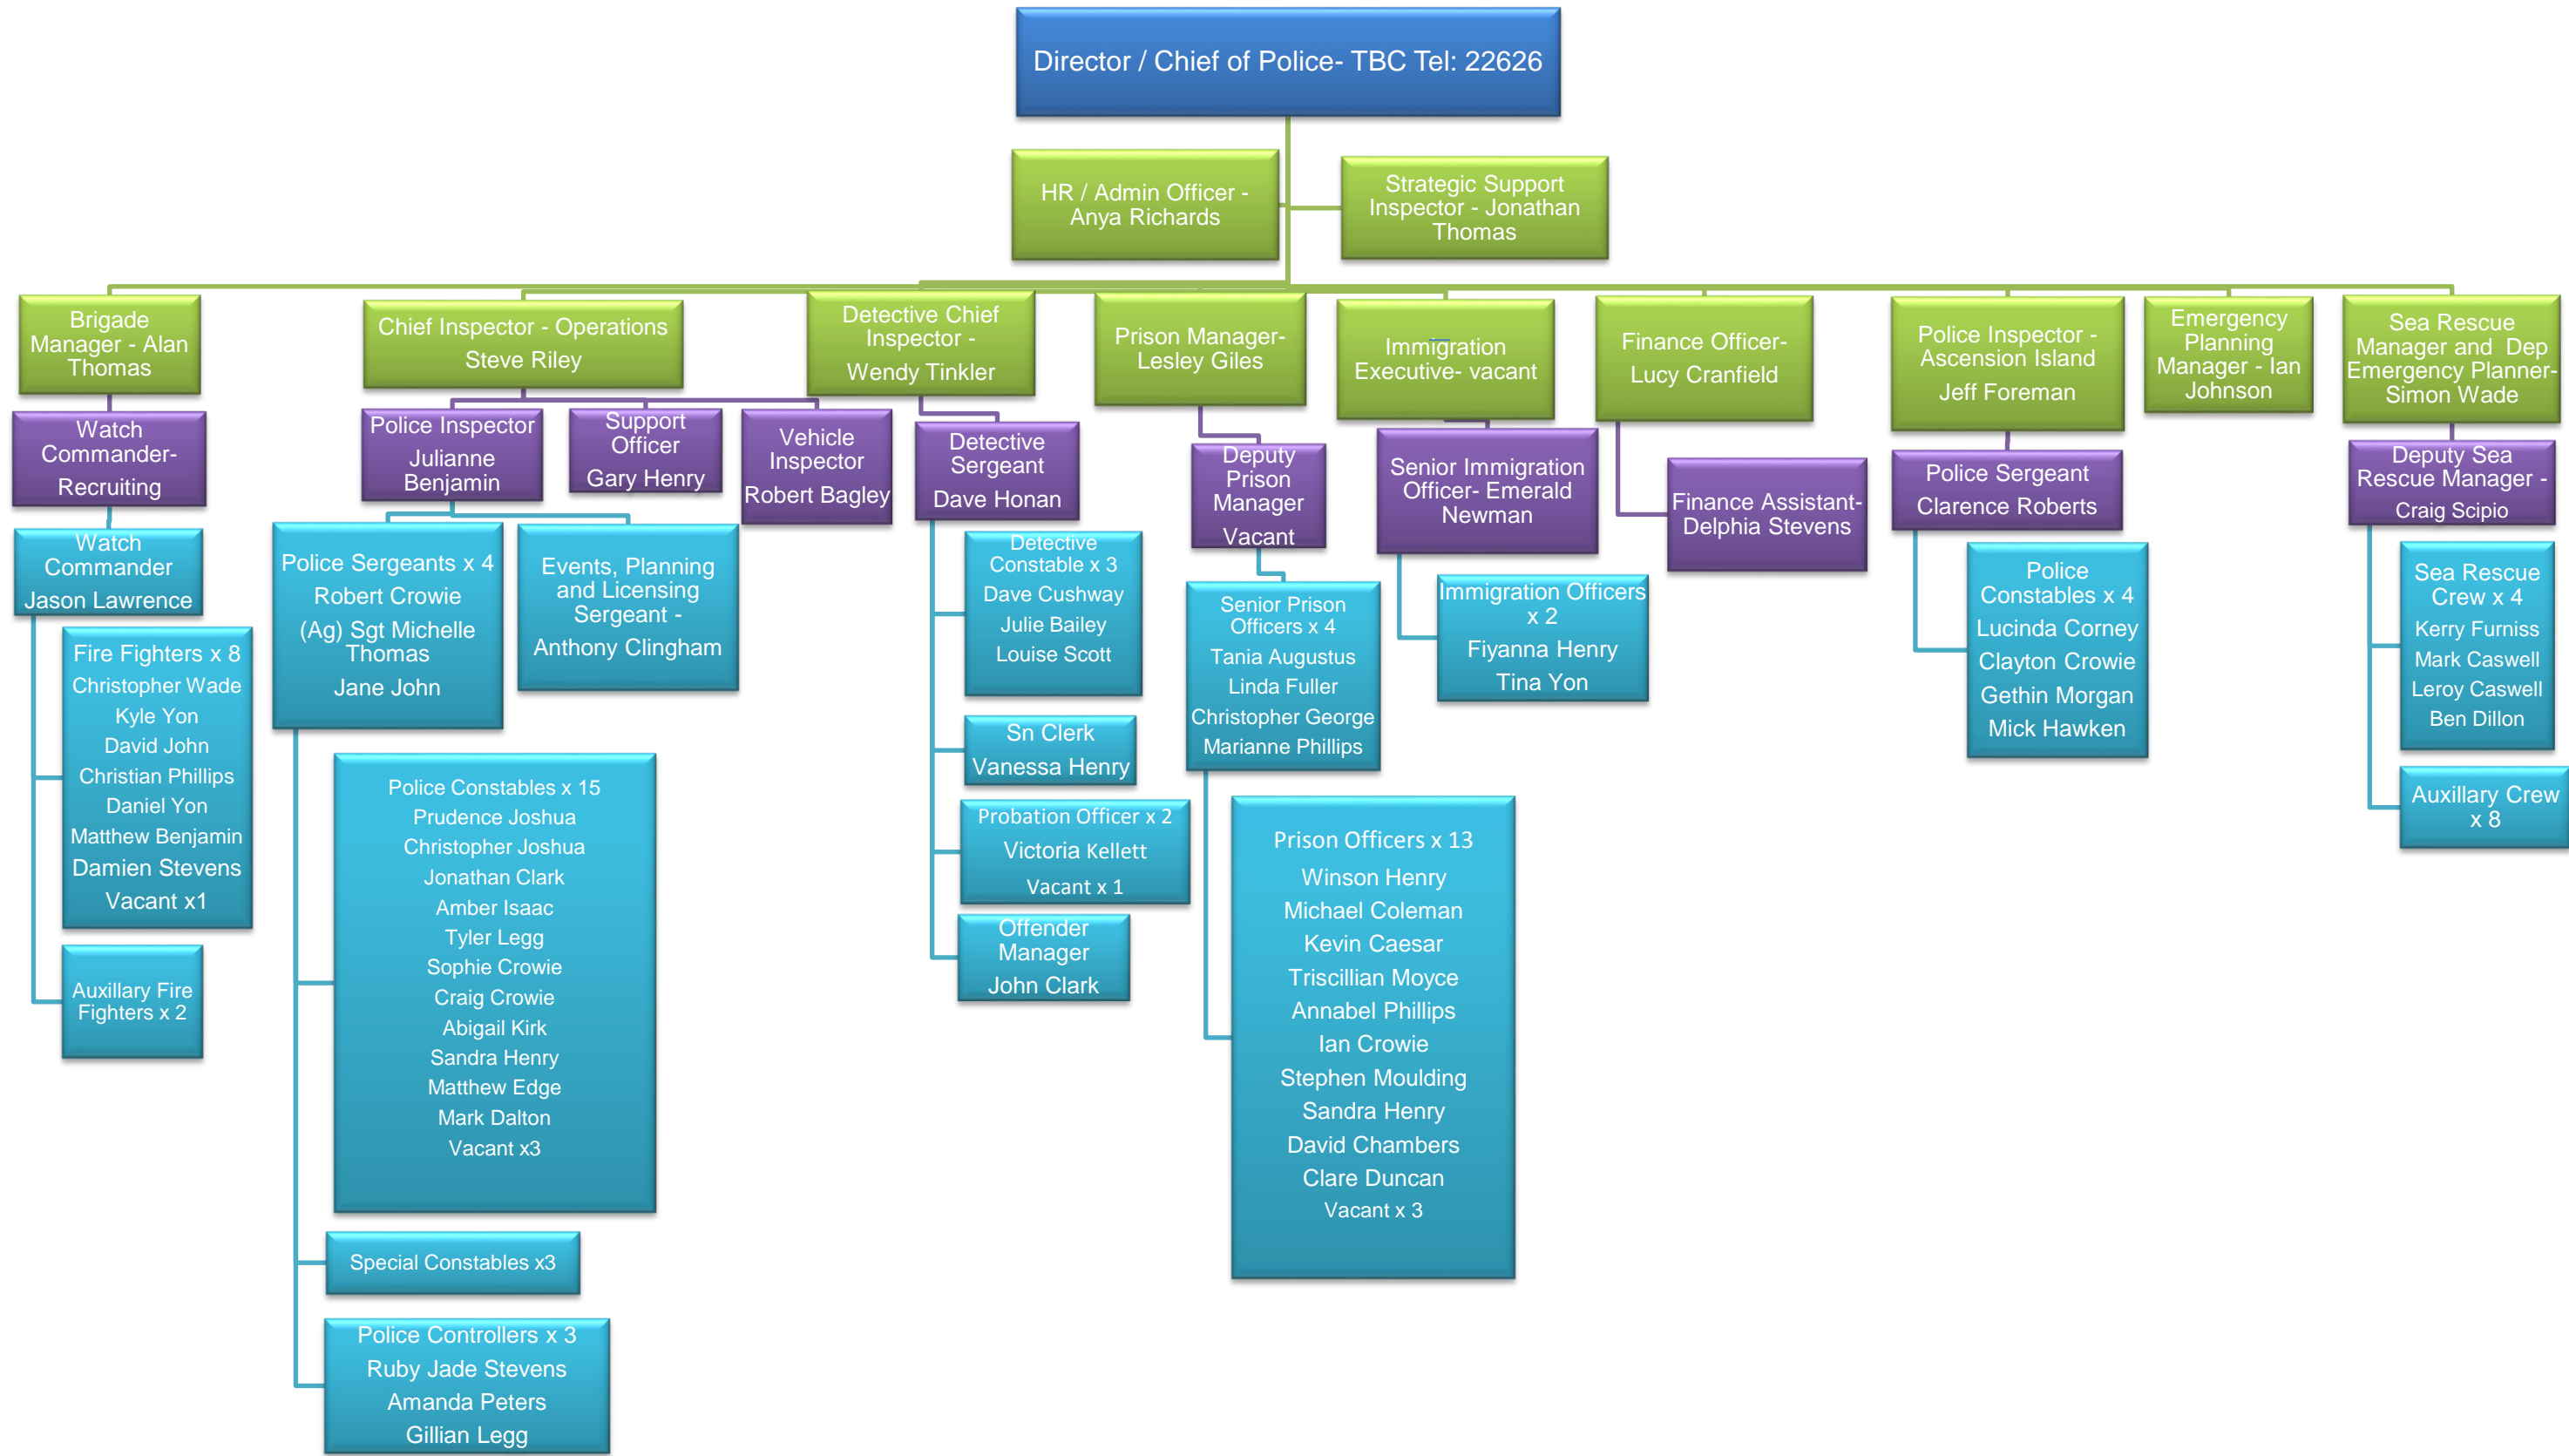 Director / Chief of Police- TBC Tel: 22626
HR / Admin Officer -
Anya Richards
Strategic Support
Inspector - Jonathan
Thomas
Brigade
Manager - Alan
Thomas
Watch
Commander-
Recruiting
Watch
Commander
Jason Lawrence
Fire Fighters x 8
Christopher Wade
Kyle Yon
David John
Christian Phillips
Daniel Yon
Matthew Benjamin
Damien Stevens
Vacant x1
Auxillary Fire
Fighters x 2
Chief Inspector - Operations
Steve Riley
Police Inspector
Julianne
Benjamin
Support
Officer
Gary Henry
Vehicle
Inspector
Robert Bagley
Police Sergeants x 4
Robert Crowie
(Ag) Sgt Michelle
Thomas
Jane John
Events, Planning
and Licensing
Sergeant -
Anthony Clingham
Police Constables x 15
Prudence Joshua
Christopher Joshua
Jonathan Clark
Amber Isaac
Tyler Legg
Sophie Crowie
Craig Crowie
Abigail Kirk
Sandra Henry
Matthew Edge
Mark Dalton
Vacant x3
Special Constables x3
Police Controllers x 3
Ruby Jade Stevens
Amanda Peters
Gillian Legg
Detective Chief
Inspector -
Wendy Tinkler
Detective
Sergeant
Dave Honan
Detective
Constable x 3
Dave Cushway
Julie Bailey
Louise Scott
Sn Clerk
Vanessa Henry
Probation Officer x 2
Victoria Kellett
Vacant x 1
Offender
Manager
John Clark
Prison Manager-
Lesley Giles
Deputy
Prison
Manager
Vacant
Senior Prison
Officers x 4
Tania Augustus
Linda Fuller
Christopher George
Marianne Phillips
Prison Officers x 13
Winson Henry
Michael Coleman
Kevin Caesar
Triscillian Moyce
Annabel Phillips
Ian Crowie
Stephen Moulding
Sandra Henry
David Chambers
Clare Duncan
Vacant x 3
Immigration
Executive- vacant
Senior Immigration
Officer- Emerald
Newman
Immigration Officers
x 2
Fiyanna Henry
Tina Yon
Finance Officer-
Lucy Cranfield
Finance Assistant-
Delphia Stevens
Police Inspector -
Ascension Island
Jeff Foreman
Police Sergeant
Clarence Roberts
Police
Constables x 4
Lucinda Corney
Clayton Crowie
Gethin Morgan
Mick Hawken
Emergency
Planning
Manager - Ian
Johnson
Sea Rescue
Manager and Dep
Emergency Planner-
Simon Wade
Deputy Sea
Rescue Manager -
Craig Scipio
Sea Rescue
Crew x 4
Kerry Furniss
Mark Caswell
Leroy Caswell
Ben Dillon
Auxillary Crew
x 8